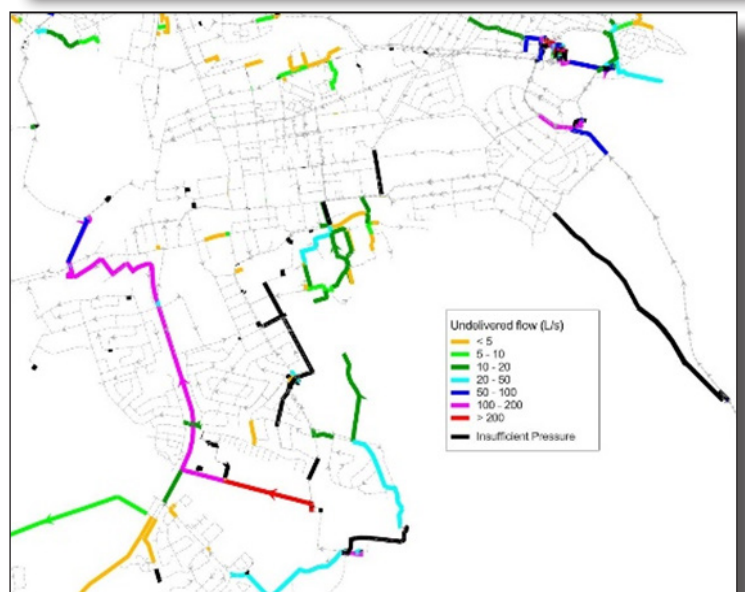 Undelivered flow (L/s)
< 5
5 - 10
10 - 20
20 - 50
50 - 100
100 - 200
> 200
Insufficient Pressure